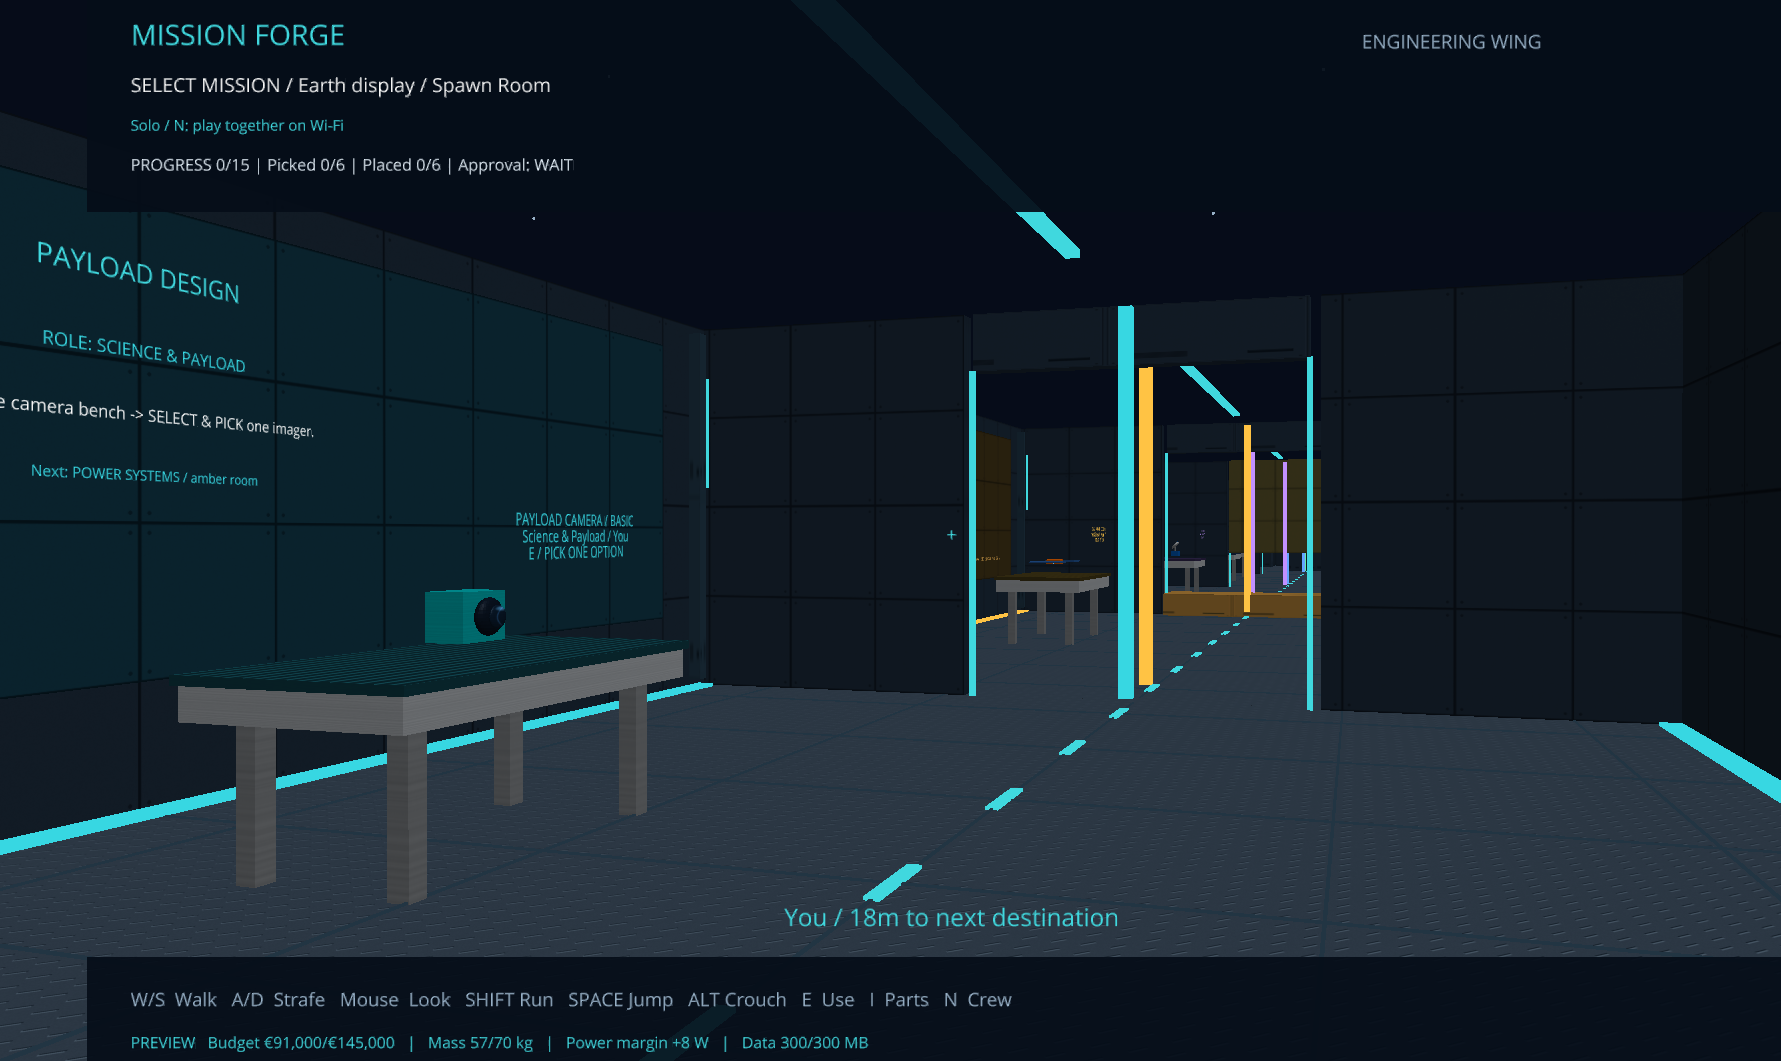 MISSION FORGE
ENGINEERING WING
SELECT MISSION / Earth display / Spawn Room
Solo / N: play together on Wi-Fi
PROGRESS 0/15 | Picked 0/6 | Placed 0/6 | Approval: WAIT
PAYLOAD DESIGN
ROLE: SCIENCE & PAYLOAD
camera bench -> SELECT & PICK one imager.
Next: POWER SYSTEMS / amber room
PAYLOAD CAMERA / BASIC
Science & Payload / You
E / PICK ONE OPTION
You / 18m to next destination
W/S Walk A/D Strafe Mouse Look SHIFT Run SPACE Jump ALT Crouch E Use I Parts N Crew
PREVIEW Budget €91,000/€145,000 | Mass 57/70 kg | Power margin +8 W | Data 300/300 MB